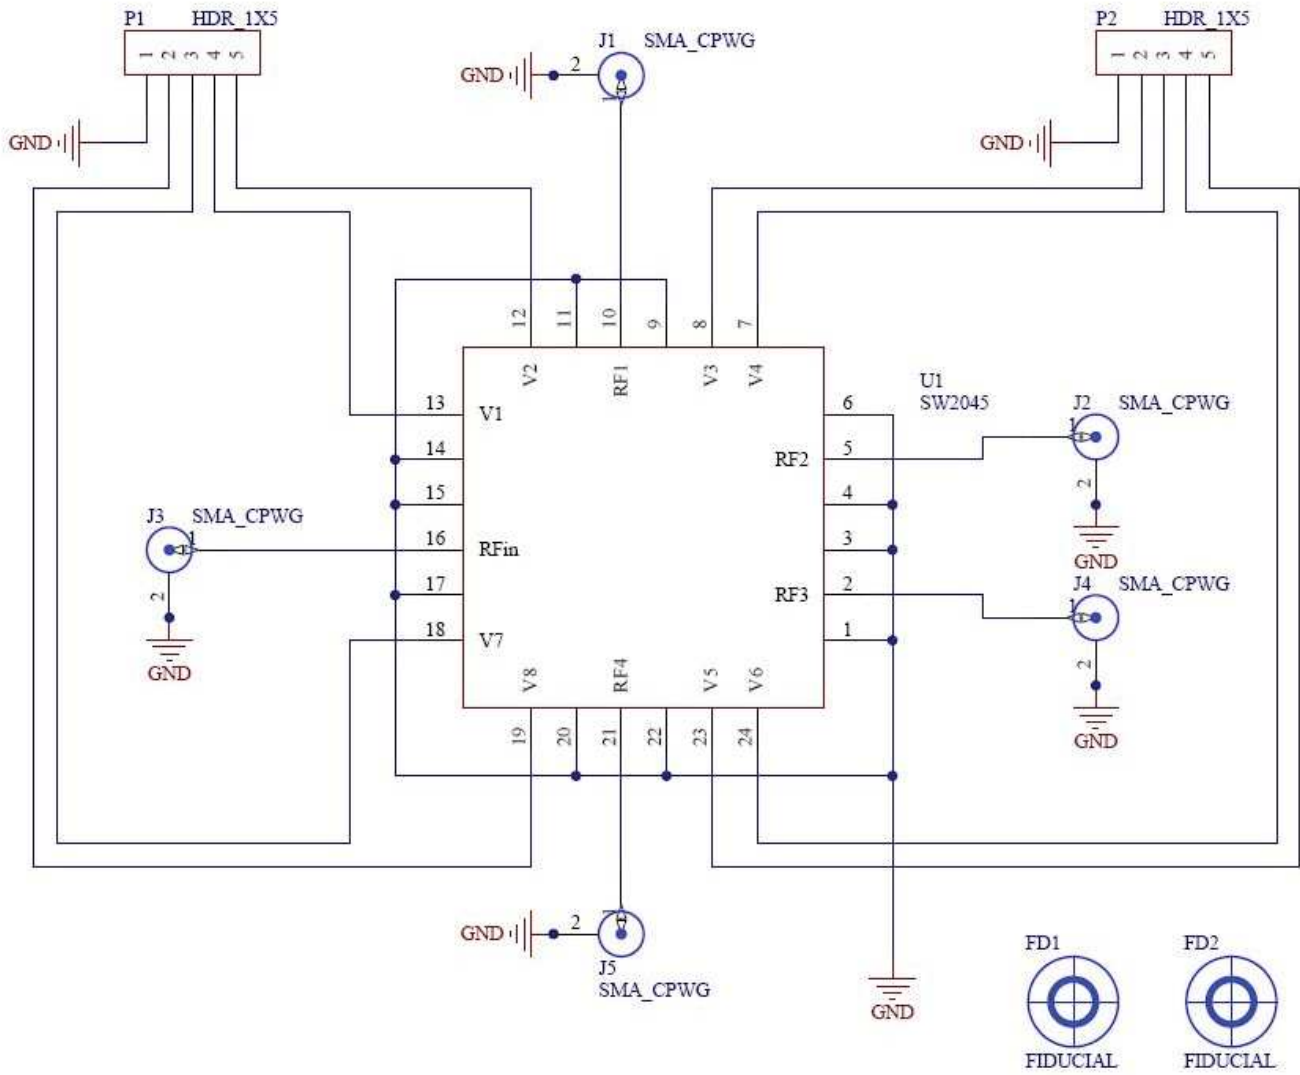 P1 HDR_1X5
1 2 3 4 5
GND
J1 SMA_CPWG
GND 2
1
P2 HDR_1X5
1 2 3 4 5
GND
12 11 10 9 8 7
V2 RF1 V3 V4
U1
SW2045
13 V1
14
15
16 RFin
17
18 V7
6
RF2 5
4
3
RF3 2
1
J2 SMA_CPWG
1
2
GND
J3 SMA_CPWG
1
2
GND
J4 SMA_CPWG
1
2
GND
V8 RF4 V5 V6
19 20 21 22 23 24
GND 2
1
J5
SMA_CPWG
GND
FD1 FD2
FIDUCIAL FIDUCIAL